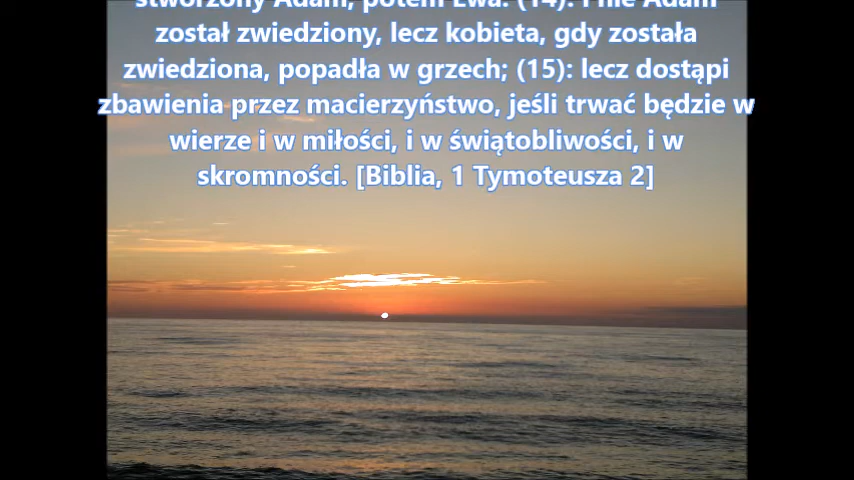 stworzony Adam, potem Ewa. (14): I nie Adam
został zwiedziony, lecz kobieta, gdy została
zwiedziona, popadła w grzech; (15): lecz dostąpi
zbawienia przez macierzyństwo, jeśli trwać będzie w
wierze i w miłości, i w świątobliwości, i w
skromności. [Biblia, 1 Tymoteusza 2]